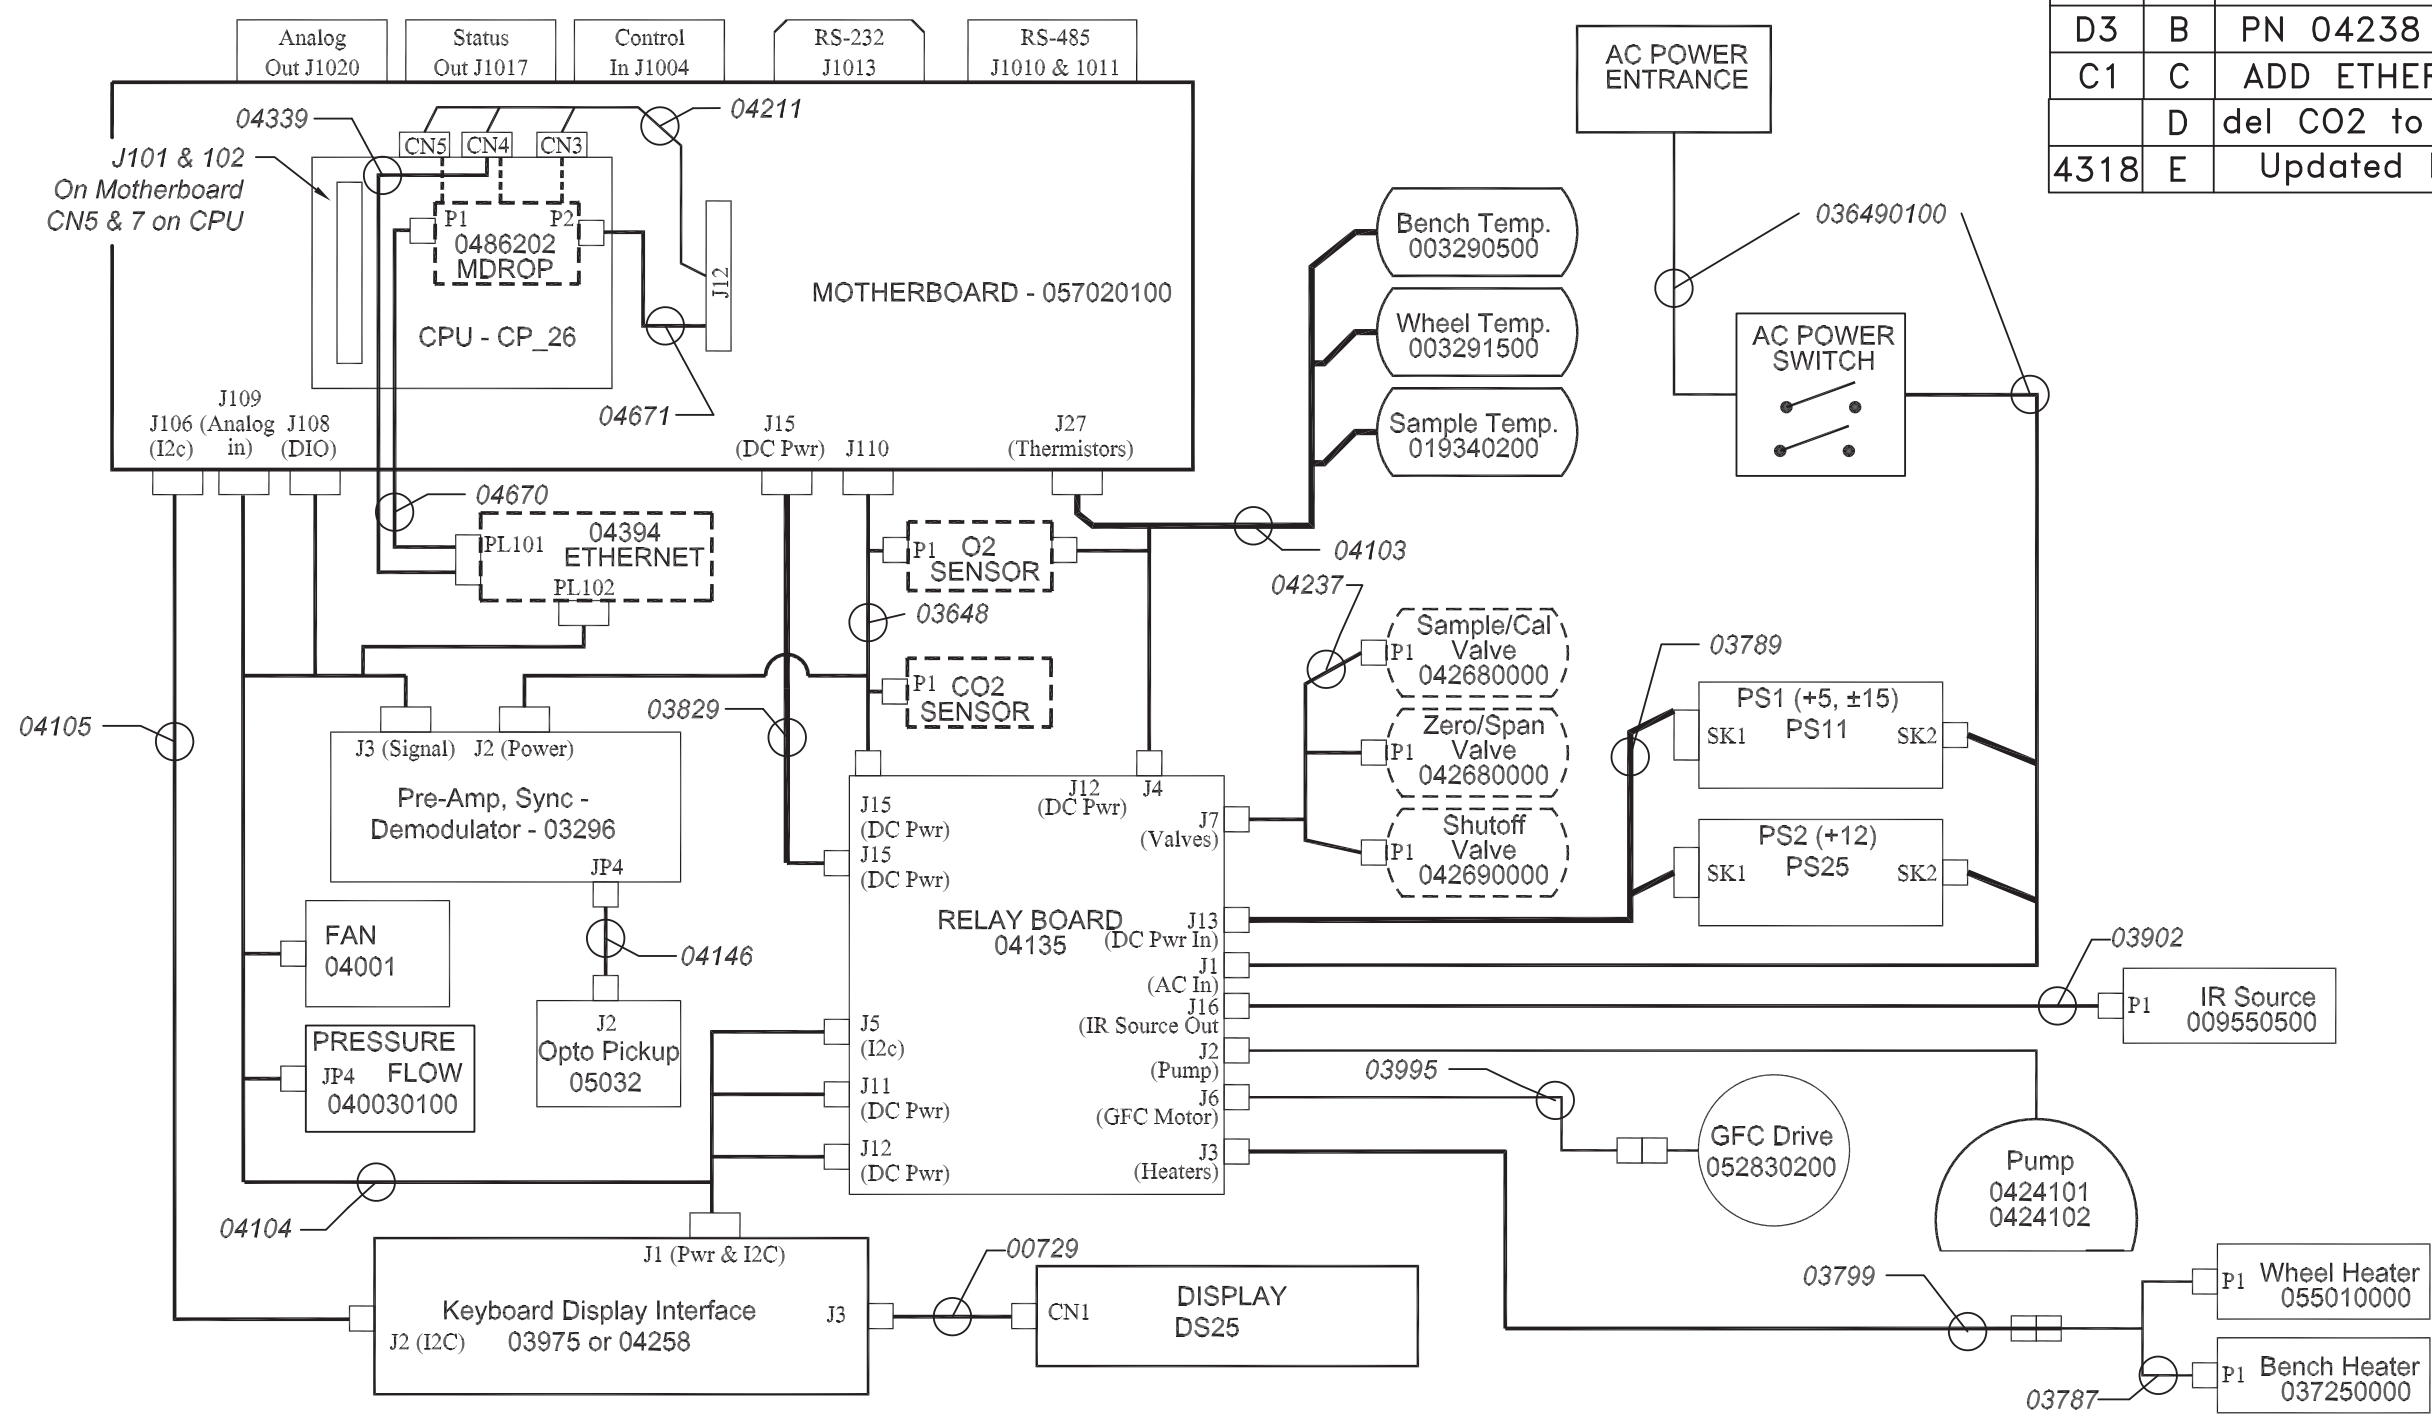 Analog
Out J1020
Status
Out J1017
Control
In J1004
RS-232
J1013
RS-485
J1010 & 1011
AC POWER
ENTRANCE
D3 B PN 04238
C1 C ADD ETHER
D del CO2 to
4318 E Updated
04339
04211
J101 & 102
On Motherboard
CN5 & 7 on CPU
CN5
CN4
CN3
P1
P2
0486202
MDROP
J12
CPU - CP_26
04671
MOTHERBOARD - 057020100
Bench Temp.
003290500
Wheel Temp.
003291500
Sample Temp.
019340200
036490100
AC POWER
SWITCH
J106
(I2c)
J109
(Analog
in)
J108
(DIO)
J15
(DC Pwr)
J110
J27
(Thermistors)
04670
04394
ETHERNET
PL101
PL102
P1
O2
SENSOR
04103
04237
03648
P1
CO2
SENSOR
03829
04105
J3 (Signal)
J2 (Power)
Pre-Amp, Sync -
Demodulator - 03296
JP4
04146
J2
Opto Pickup
05032
FAN
04001
PRESSURE
FLOW
JP4
040030100
04104
Sample/Cal
Valve
042680000
P1
Zero/Span
Valve
042680000
P1
Shutoff
Valve
042690000
P1
03789
PS1 (+5, ±15)
PS11
SK1
SK2
PS2 (+12)
PS25
SK1
SK2
J15
(DC Pwr)
J15
(DC Pwr)
J12
(DC Pwr)
J4
J7
(Valves)
RELAY BOARD
04135
J13
(DC Pwr In)
J1
(AC In)
J16
(IR Source Out
J2
(Pump)
J6
(GFC Motor)
J3
(Heaters)
J5
(I2c)
J11
(DC Pwr)
J12
(DC Pwr)
03902
P1
IR Source
009550500
03995
GFC Drive
052830200
Pump
0424101
0424102
J1 (Pwr & I2C)
Keyboard Display Interface
03975 or 04258
J2 (I2C)
J3
00729
CN1
DISPLAY
DS25
03799
P1
Wheel Heater
055010000
P1
Bench Heater
037250000
03787